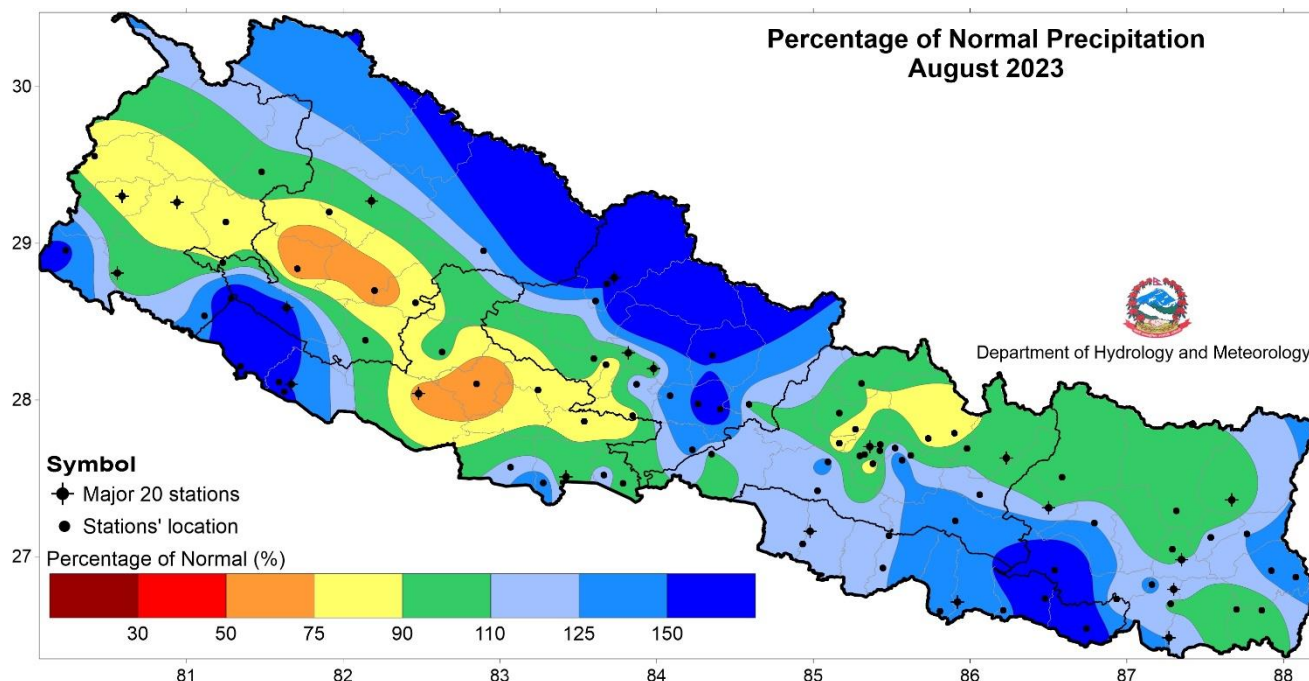 Percentage of Normal Precipitation
August 2023
30
29
28
27
Department of Hydrology and Meteorology
Symbol
Major 20 stations
Stations' location
Percentage of Normal (%)
30 50 75 90 110 125 150
81 82 83 84 85 86 87 88